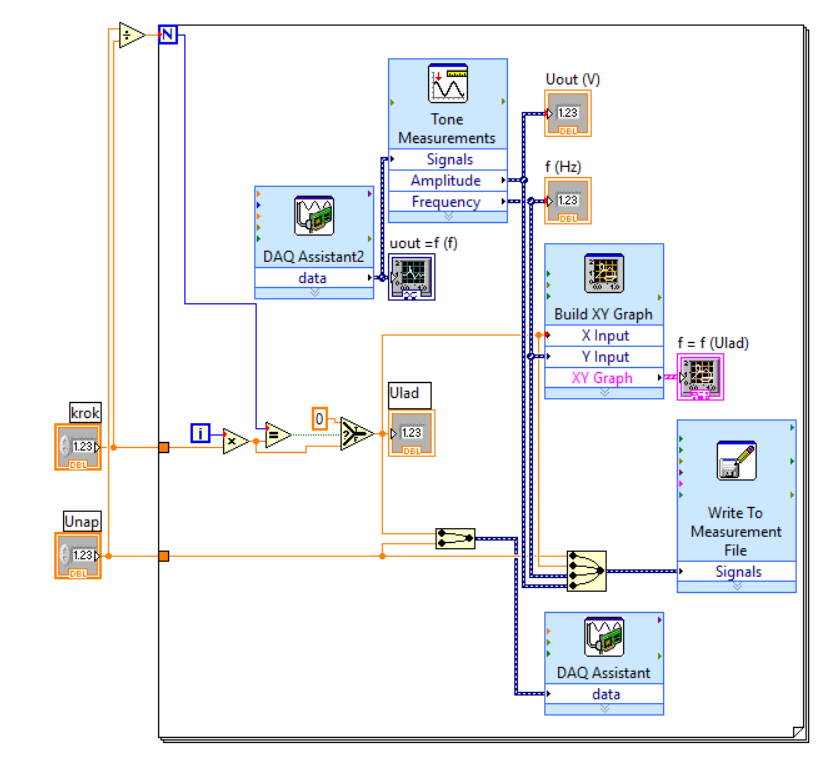 ÷
N
Uout (V)
1.23
DBL
Tone
Measurements
Signals
Amplitude
Frequency
f (Hz)
1.23
DBL
DAQ Assistant2
data
uout =f (f)
Build XY Graph
X Input
Y Input
XY Graph
f = f (Ulad)
krok
1.23
DBL
i
×
=
0
?
Ulad
1.23
DBL
Unap
1.23
DBL
Write To
Measurement
File
Signals
DAQ Assistant
data